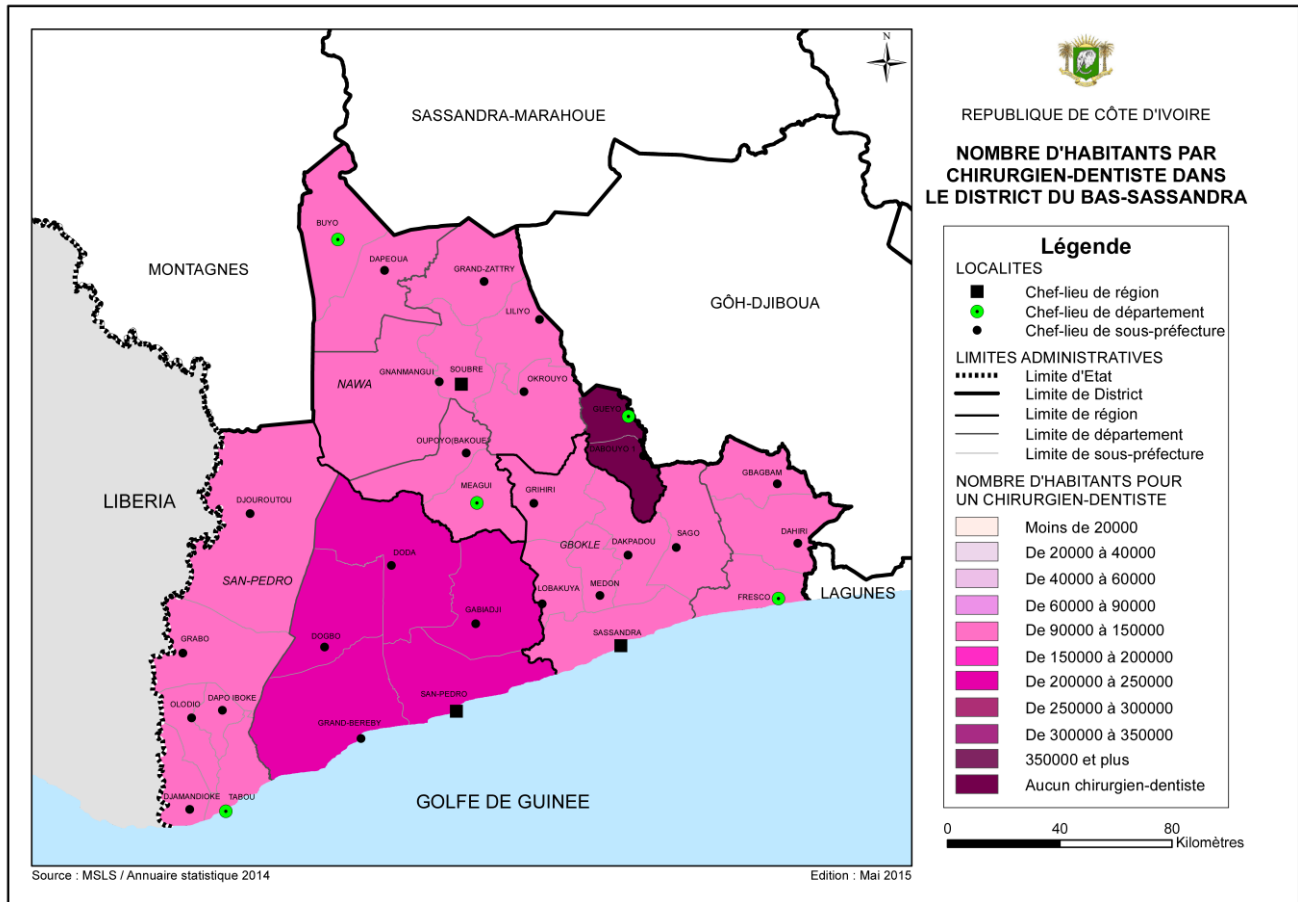 N
SASSANDRA-MARAHOUE
MONTAGNES
GÔH-DJIBOUA
LIBERIA
LAGUNES
GOLFE DE GUINEE
BUYO
DAPEOUA
GRAND-ZATTRY
LILIYO
GNANMANGUI
SOUBRE
NAWA
OKROUYO
GUEYO
DABOUYO 1
OUPOYO(BAKOUE)
MEAGUI
GRIHIRI
GBAGBAM
DJOUROUTOU
DAHIRI
SAGO
DAKPADOU
GBOKLE
DODA
SAN-PEDRO
MEDON
LOBAKUYA
FRESCO
GABIADJI
SASSANDRA
DOGBO
GRABO
SAN-PEDRO
DAPO IBOKE
OLODIO
GRAND-BEREBY
DJAMANDIOKE
TABOU
Source : MSLS / Annuaire statistique 2014
Edition : Mai 2015
REPUBLIQUE DE CÔTE D'IVOIRE
NOMBRE D'HABITANTS PAR
CHIRURGIEN-DENTISTE DANS
LE DISTRICT DU BAS-SASSANDRA
Légende
LOCALITES
Chef-lieu de région
Chef-lieu de département
Chef-lieu de sous-préfecture
LIMITES ADMINISTRATIVES
Limite d'Etat
Limite de District
Limite de région
Limite de département
Limite de sous-préfecture
NOMBRE D'HABITANTS POUR
UN CHIRURGIEN-DENTISTE
Moins de 20000
De 20000 à 40000
De 40000 à 60000
De 60000 à 90000
De 90000 à 150000
De 150000 à 200000
De 200000 à 250000
De 250000 à 300000
De 300000 à 350000
350000 et plus
Aucun chirurgien-dentiste
0 40 80
Kilomètres